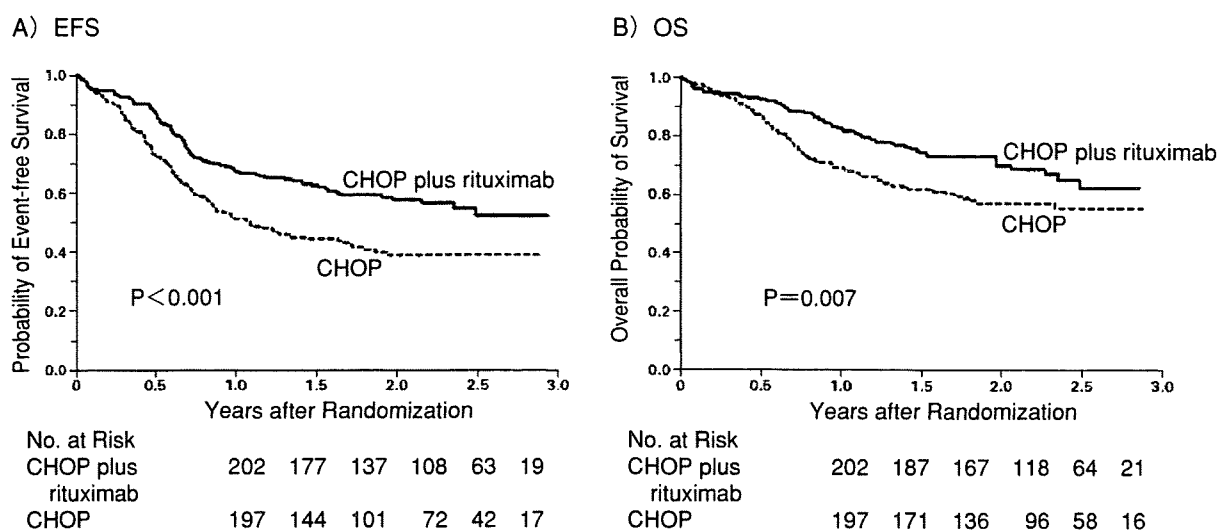 A) EFS
Probability of Event-free Survival
1.0
0.8
0.6
0.4
0.2
0
0.5
1.0
1.5
2.0
2.5
3.0
CHOP plus rituximab
CHOP
P<0.001
Years after Randomization
No. at Risk
CHOP plus 202 177 137 108 63 19
rituximab
CHOP 197 144 101 72 42 17
B) OS
Overall Probability of Survival
1.0
0.8
0.6
0.4
0.2
0.0
0
0.5
1.0
1.5
2.0
2.5
3.0
CHOP plus rituximab
CHOP
P=0.007
Years after Randomization
No. at Risk
CHOP plus 202 187 167 118 64 21
rituximab
CHOP 197 171 136 96 58 16